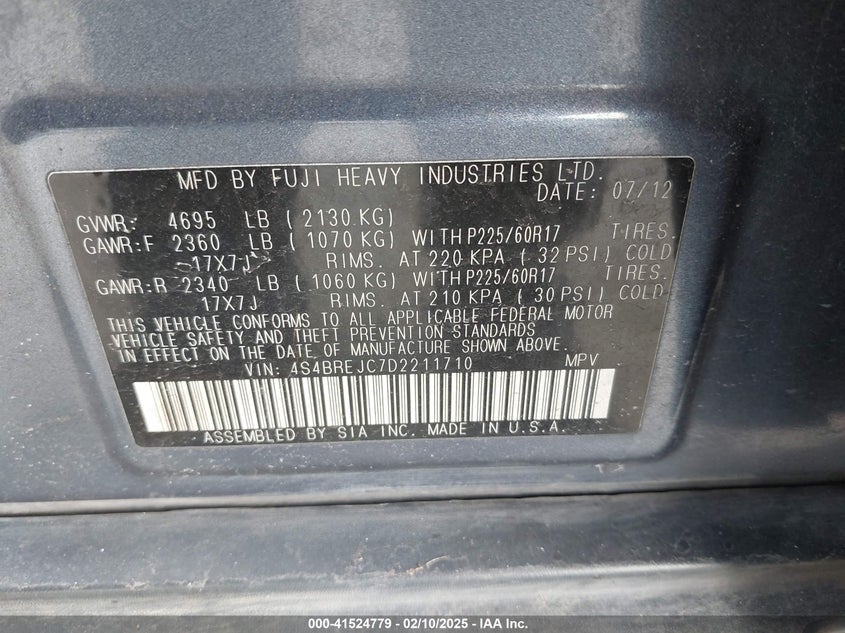 MFD BY FUJI HEAVY INDUSTRIES LTD.
DATE: 07/12
GVWR: 4695 LB ( 2130 KG)
GAWR:F 2360 LB ( 1070 KG) WITH P225/60R17 TIRES.
17X7J RIMS. AT 220 KPA ( 32 PSI) COLD
GAWR:R 2340 LB ( 1060 KG) WITH P225/60R17 TIRES.
17X7J RIMS. AT 210 KPA ( 30 PSI) COLD
THIS VEHICLE CONFORMS TO ALL APPLICABLE FEDERAL MOTOR
VEHICLE SAFETY AND THEFT PREVENTION STANDARDS
IN EFFECT ON THE DATE OF MANUFACTURE SHOWN ABOVE.
VIN: 4S4BREJC7D2211710 MPV
ASSEMBLED BY SIA INC. MADE IN U.S.A.
000-41524779 - 02/10/2025 - IAAI Inc.